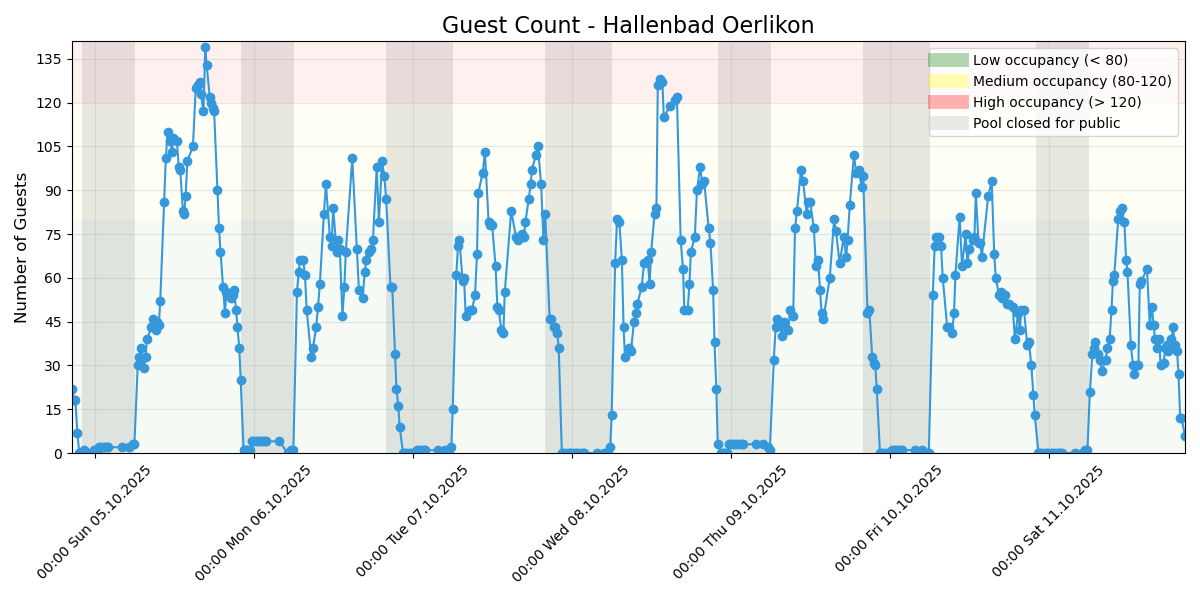 Guest Count - Hallenbad Oerlikon
Number of Guests
135
120
105
90
75
60
45
30
15
0
Low occupancy (< 80)
Medium occupancy (80-120)
High occupancy (> 120)
Pool closed for public
00:00 Sun 05.10.2025
00:00 Mon 06.10.2025
00:00 Tue 07.10.2025
00:00 Wed 08.10.2025
00:00 Thu 09.10.2025
00:00 Fri 10.10.2025
00:00 Sat 11.10.2025